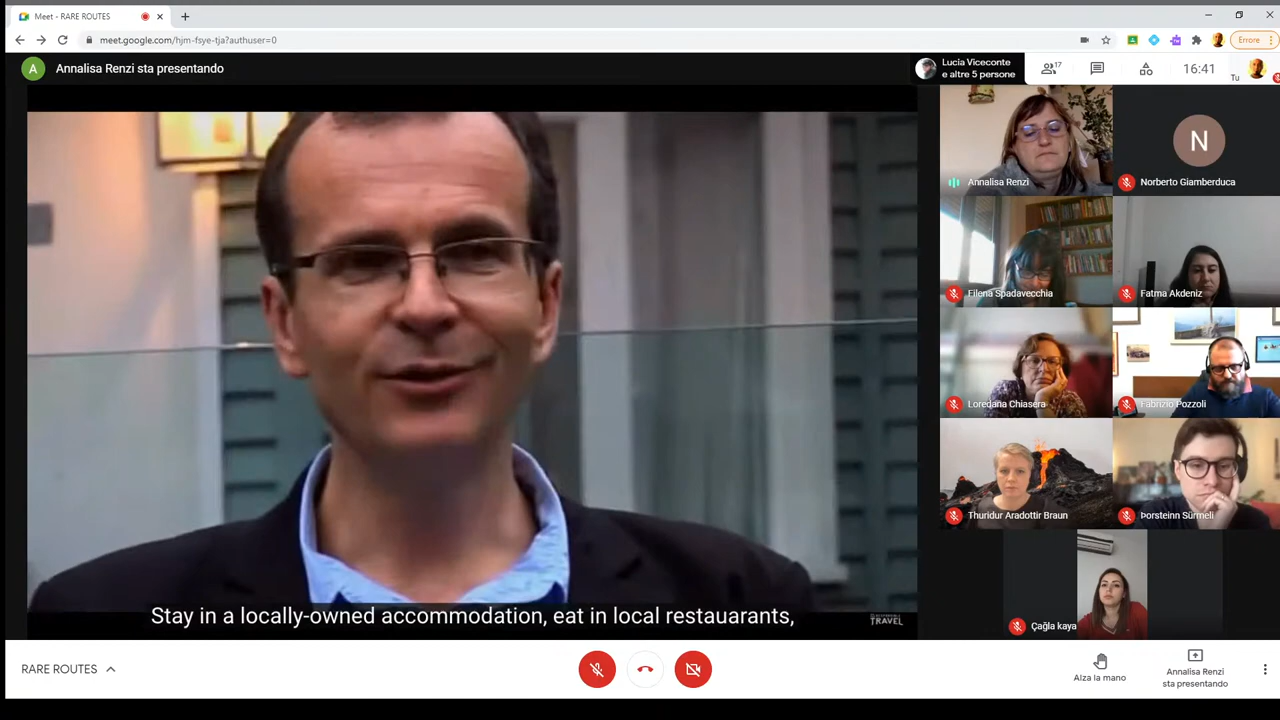 Meet - RARE ROUTES
meet.google.com/hjm-fsye-tja?authuser=0
Errore
A
Annalisa Renzi sta presentando
Lucia Viceconte
e altre 5 persone
17
16:41
Tu
Annalisa Renzi
N
Norberto Giamberduca
Filena Spadavecchia
Fatma Akdeniz
Loredana Chiasera
Fabrizio Pozzoli
Thuridur Aradottir Braun
Þorsteinn Sürmeli
Çağla kaya
Stay in a locally-owned accommodation, eat in local restauarants,
TRAVEL
RARE ROUTES
Alza la mano
Annalisa Renzi
sta presentando